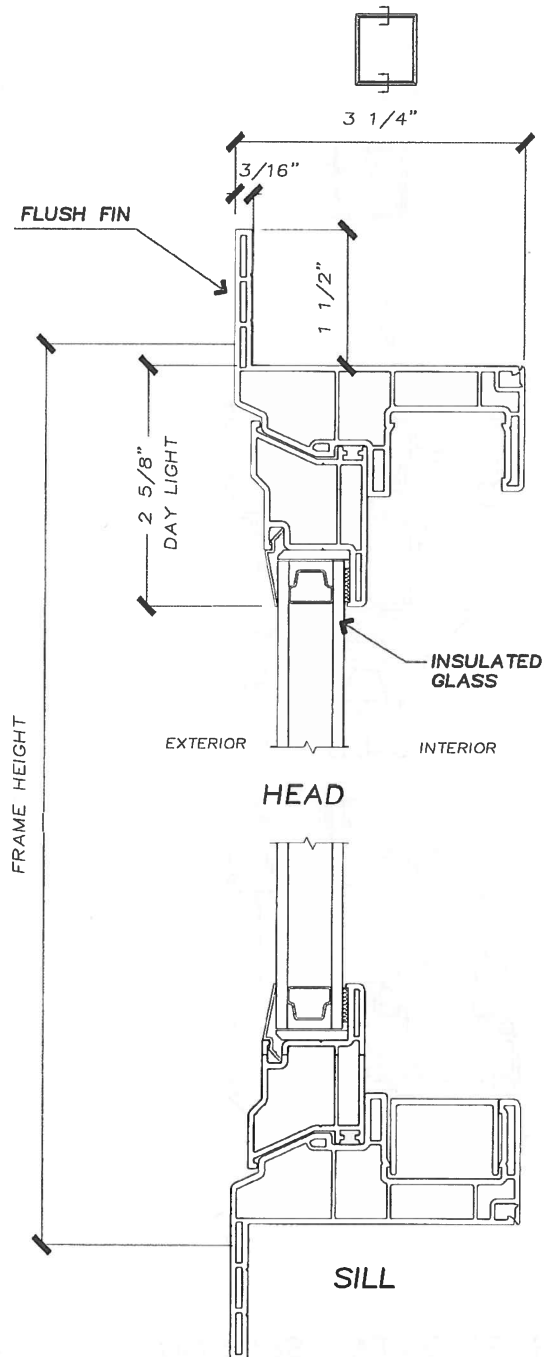 3 1/4"
3/16"
FLUSH FIN
1 1/2"
2 5/8"
DAY LIGHT
INSULATED
GLASS
EXTERIOR
INTERIOR
HEAD
FRAME HEIGHT
SILL